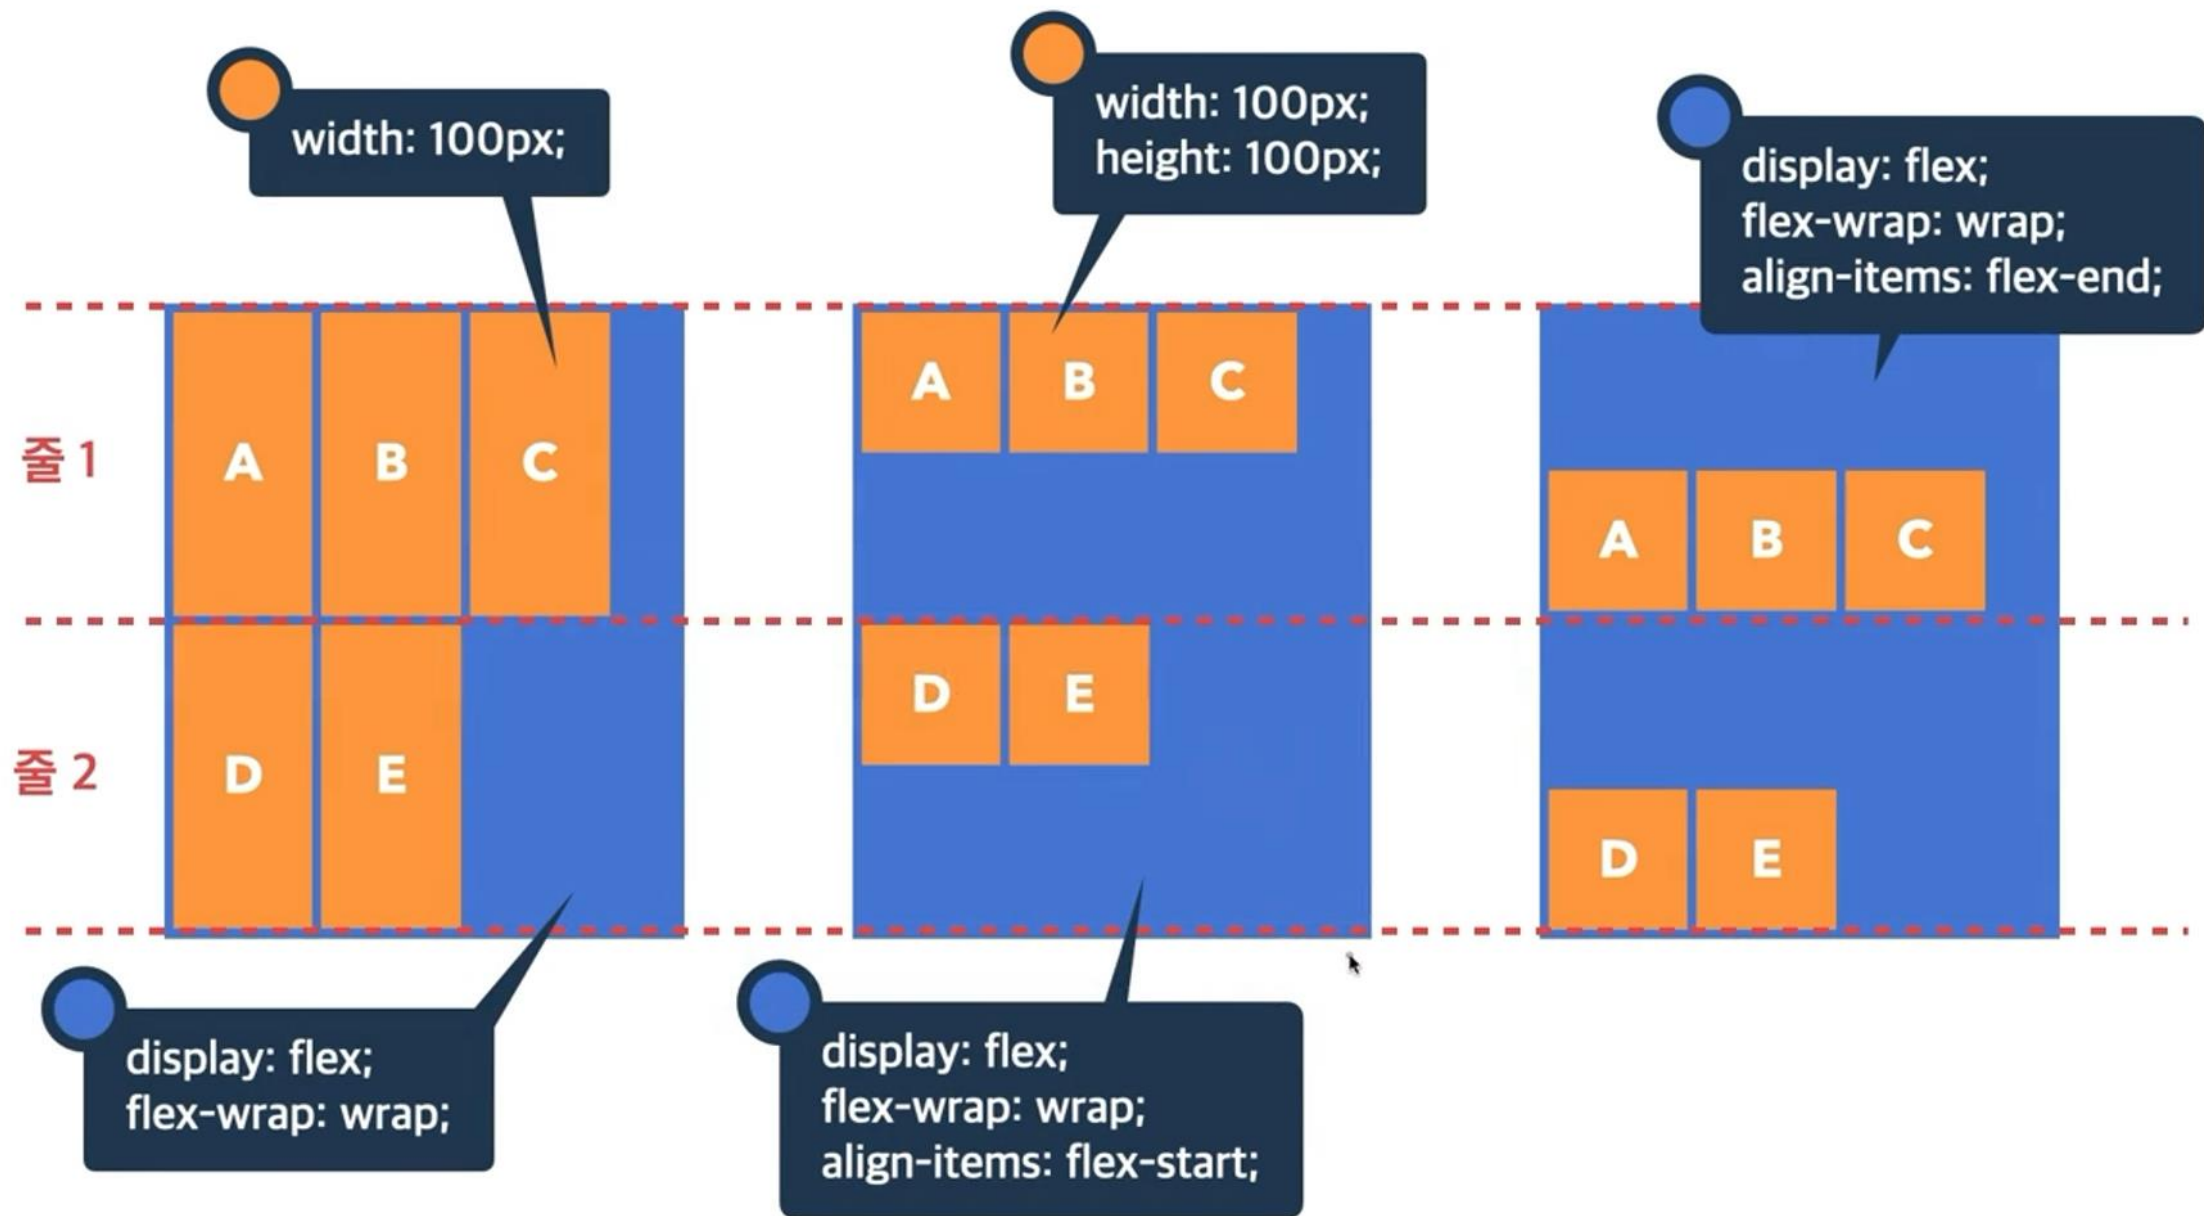 width: 100px;
width: 100px;
height: 100px;
display: flex;
flex-wrap: wrap;
align-items: flex-end;
줄 1
A B C
A B C
A B C
줄 2
D E
D E
D E
display: flex;
flex-wrap: wrap;
display: flex;
flex-wrap: wrap;
align-items: flex-start;